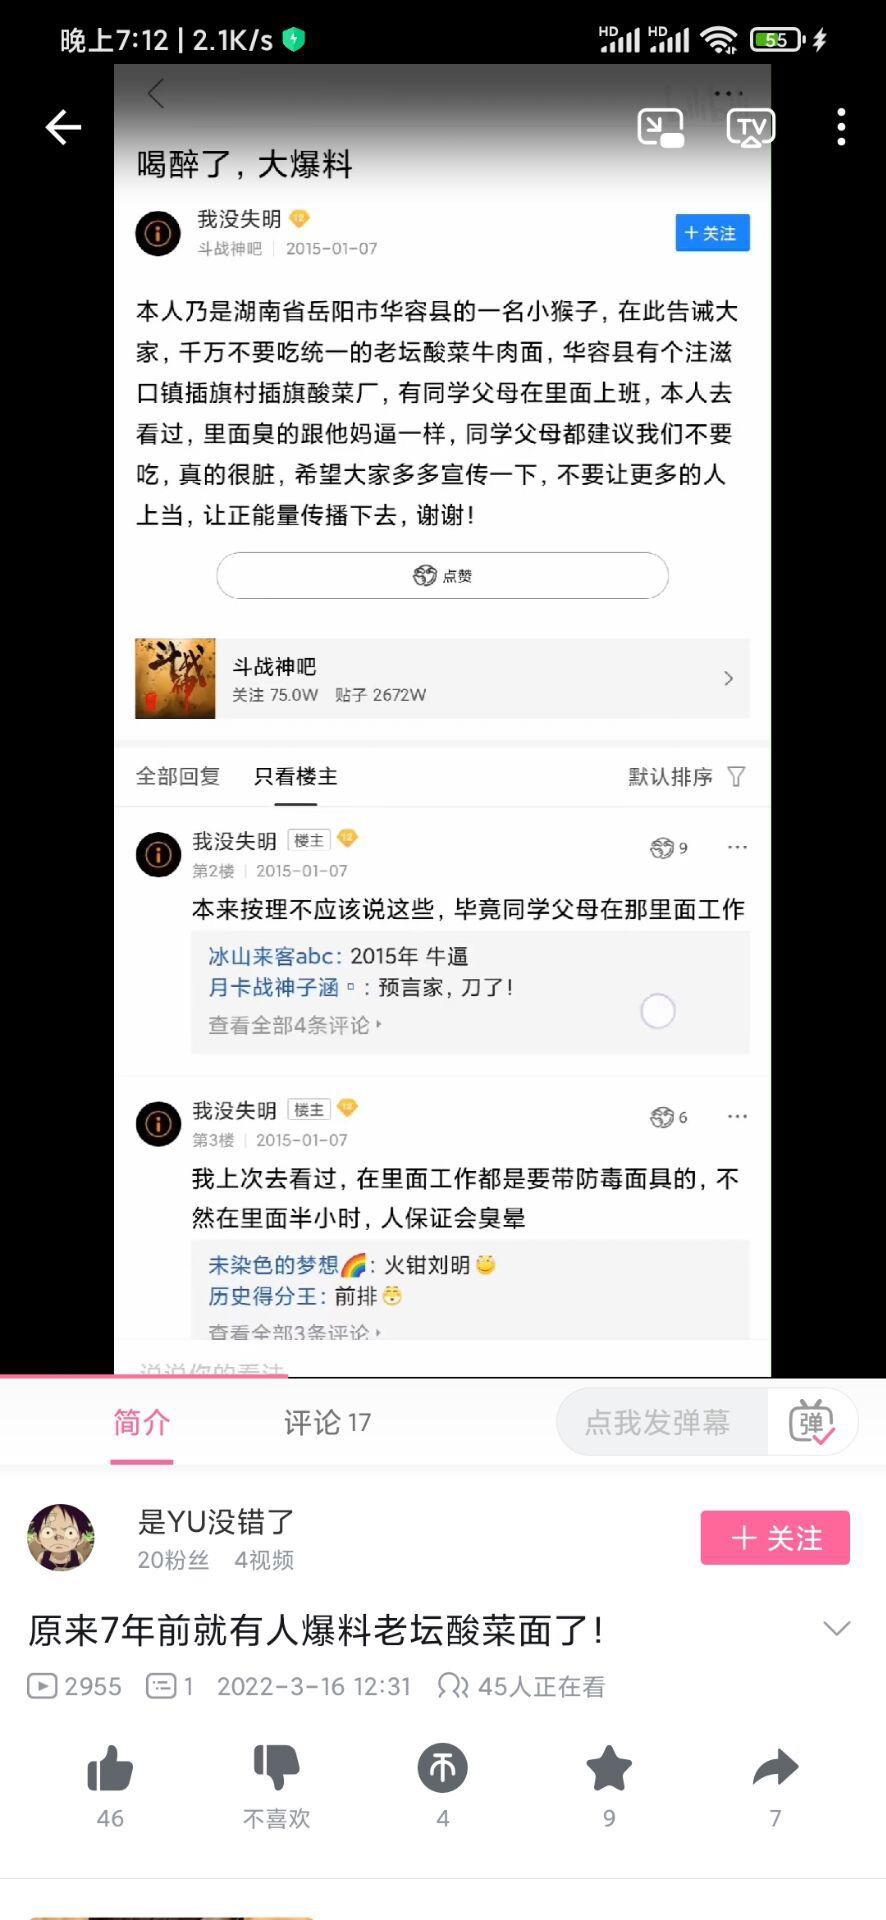 晚上7:12 | 2.1K/s
HD HD 55
TV
喝醉了，大爆料
我没失明 12
斗战神吧 | 2015-01-07
+ 关注
本人乃是湖南省岳阳市华容县的一名小猴子，在此告诫大
家，千万不要吃统一的老坛酸菜牛肉面，华容县有个注滋
口镇插旗村插旗酸菜厂，有同学父母在里面上班，本人去
看过，里面臭的跟他妈逼一样，同学父母都建议我们不要
吃，真的很脏，希望大家多多宣传一下，不要让更多的人
上当，让正能量传播下去，谢谢！
点赞
斗战神
斗战神吧
关注 75.0W 贴子 2672W
全部回复 只看楼主 默认排序
我没失明 楼主 12
9
第2楼 | 2015-01-07
本来按理不应该说这些，毕竟同学父母在那里面工作
冰山来客abc：2015年 牛逼
月卡战神子涵▫：预言家，刀了！
查看全部4条评论
我没失明 楼主 12
6
第3楼 | 2015-01-07
我上次去看过，在里面工作都是要带防毒面具的，不
然在里面半小时，人保证会臭晕
未染色的梦想🌈：火钳刘明
历史得分王：前排
查看全部3条评论
说说你的看法
简介 评论 17 点我发弹幕 弹
是YU没错了
20粉丝 4视频
+ 关注
原来7年前就有人爆料老坛酸菜面了！
2955 1 2022-3-16 12:31 45人正在看
46 不喜欢 4 9 7